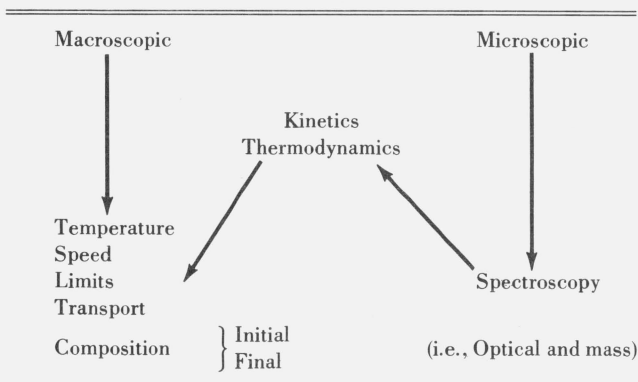 Macroscopic
Microscopic
Kinetics
Thermodynamics
Temperature
Speed
Limits
Transport
Spectroscopy
Composition } Initial
Final
(i.e., Optical and mass)